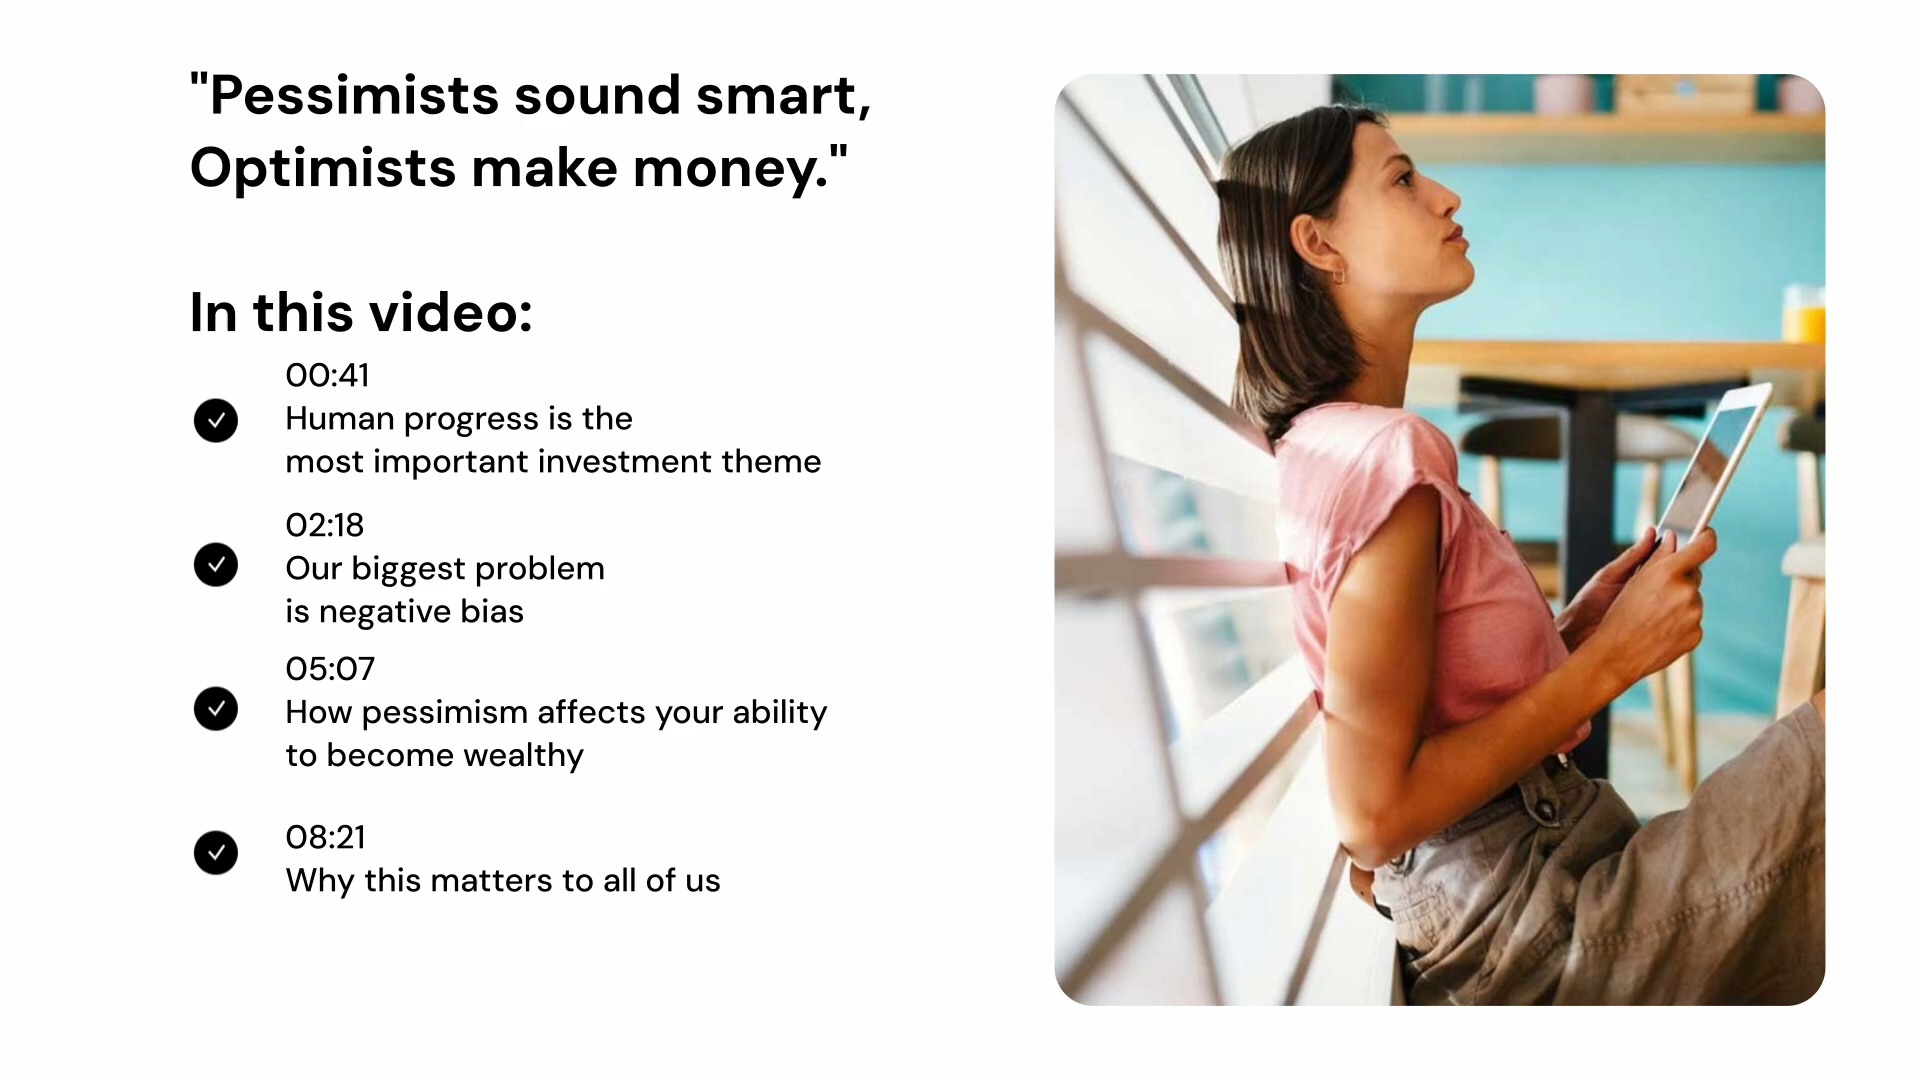 "Pessimists sound smart,
Optimists make money."
In this video:
00:41
Human progress is the
most important investment theme
02:18
Our biggest problem
is negative bias
05:07
How pessimism affects your ability
to become wealthy
08:21
Why this matters to all of us